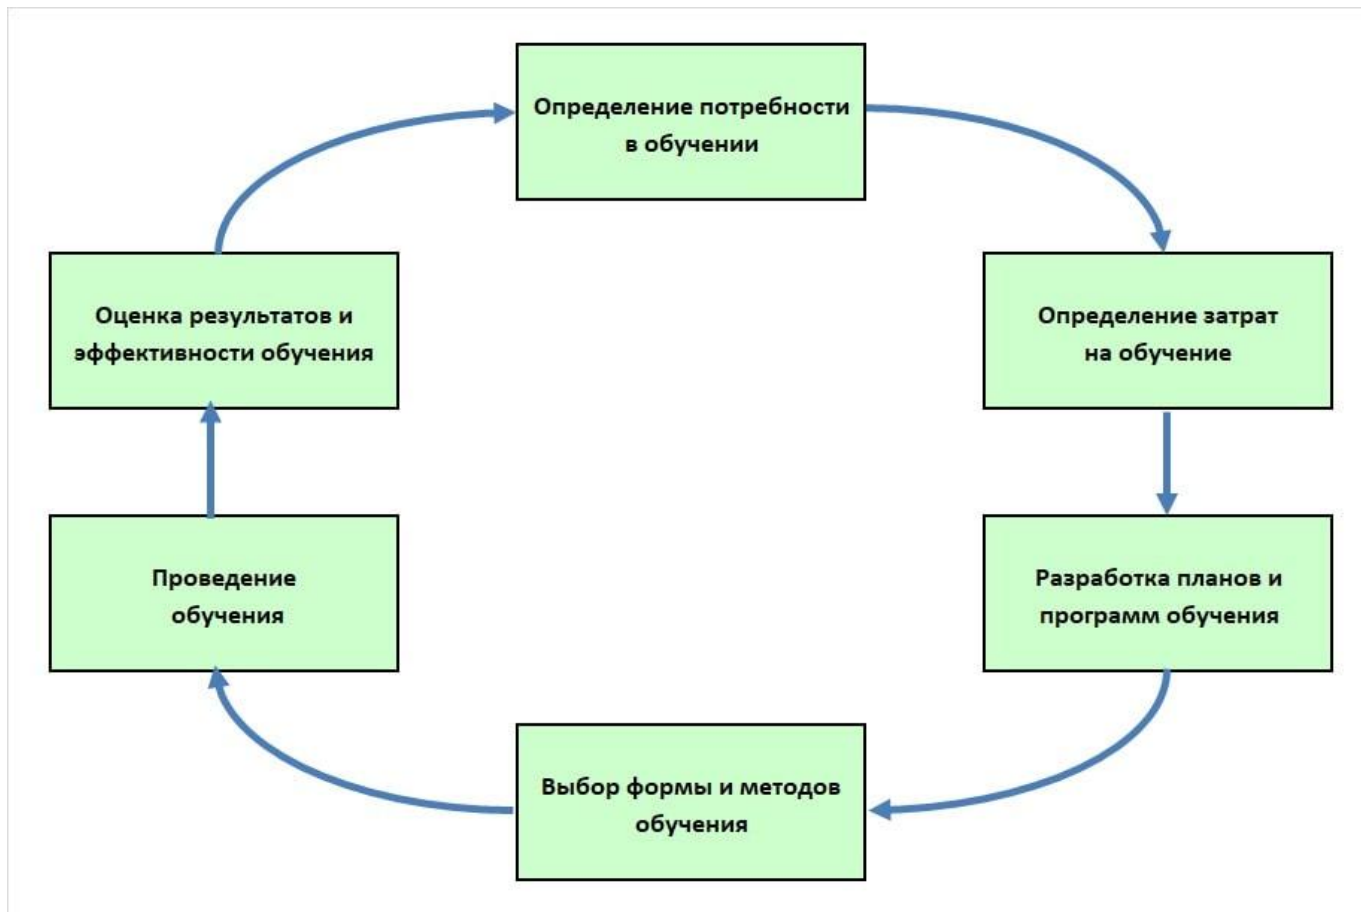 Определение потребности
в обучении
Определение затрат
на обучение
Разработка планов и
программ обучения
Выбор формы и методов
обучения
Проведение
обучения
Оценка результатов и
эффективности обучения